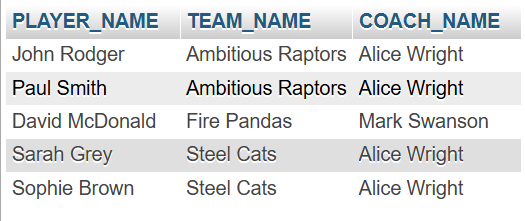 PLAYER_NAME TEAM_NAME COACH_NAME
John Rodger Ambitious Raptors Alice Wright
Paul Smith Ambitious Raptors Alice Wright
David McDonald Fire Pandas Mark Swanson
Sarah Grey Steel Cats Alice Wright
Sophie Brown Steel Cats Alice Wright